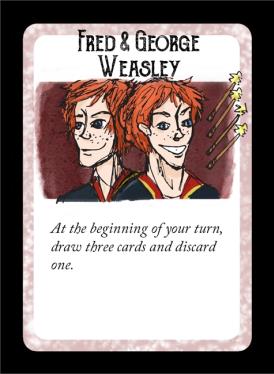 FRED & GEORGE
WEASLEY
At the beginning of your turn,
draw three cards and discard
one.